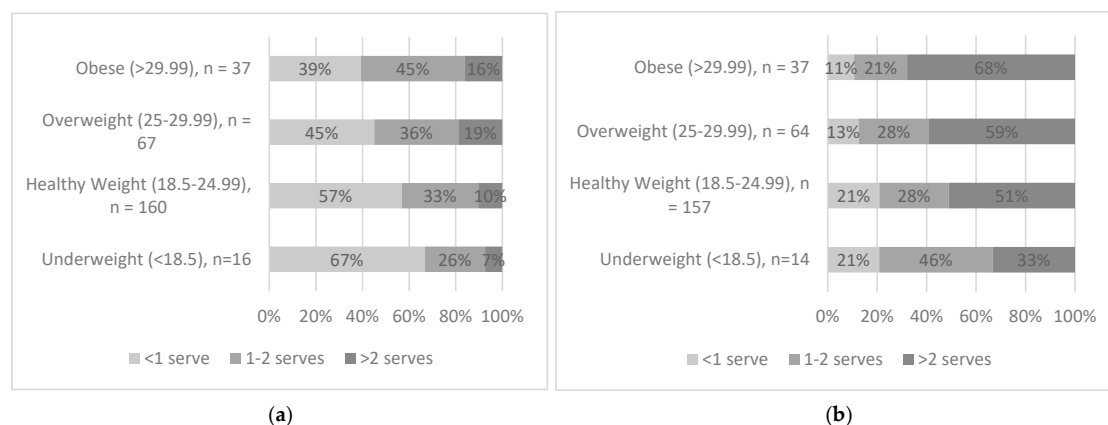 Obese (>29.99), n = 37
39% 45% 16%
Overweight (25-29.99), n =
67
45% 36% 19%
Healthy Weight (18.5-24.99),
n = 160
57% 33% 10%
Underweight (<18.5), n=16
67% 26% 7%
0% 20% 40% 60% 80% 100%
<1 serve 1-2 serves >2 serves
(a)
Obese (>29.99), n = 37
11% 21% 68%
Overweight (25-29.99), n = 64
13% 28% 59%
Healthy Weight (18.5-24.99), n
= 157
21% 28% 51%
Underweight (<18.5), n=14
21% 46% 33%
0% 20% 40% 60% 80% 100%
<1 serve 1-2 serves >2 serves
(b)